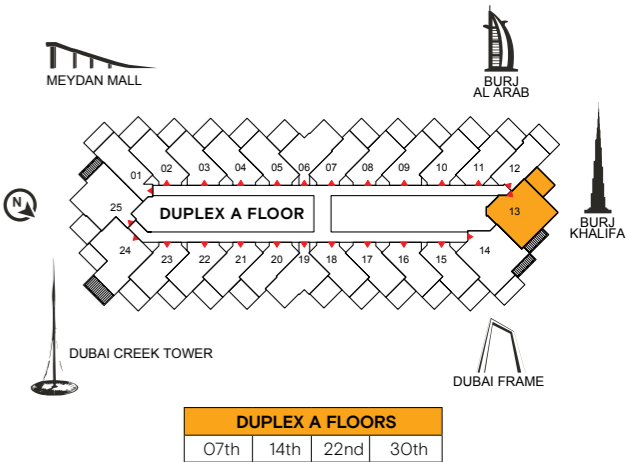 MEYDAN MALL
BURJ
AL ARAB
01 02 03 04 05 06 07 08 09 10 11 12
N
25
DUPLEX A FLOOR
13
BURJ
KHALIFA
24 23 22 21 20 19 18 17 16 15 14
DUBAI CREEK TOWER
DUBAI FRAME
DUPLEX A FLOORS
07th 14th 22nd 30th